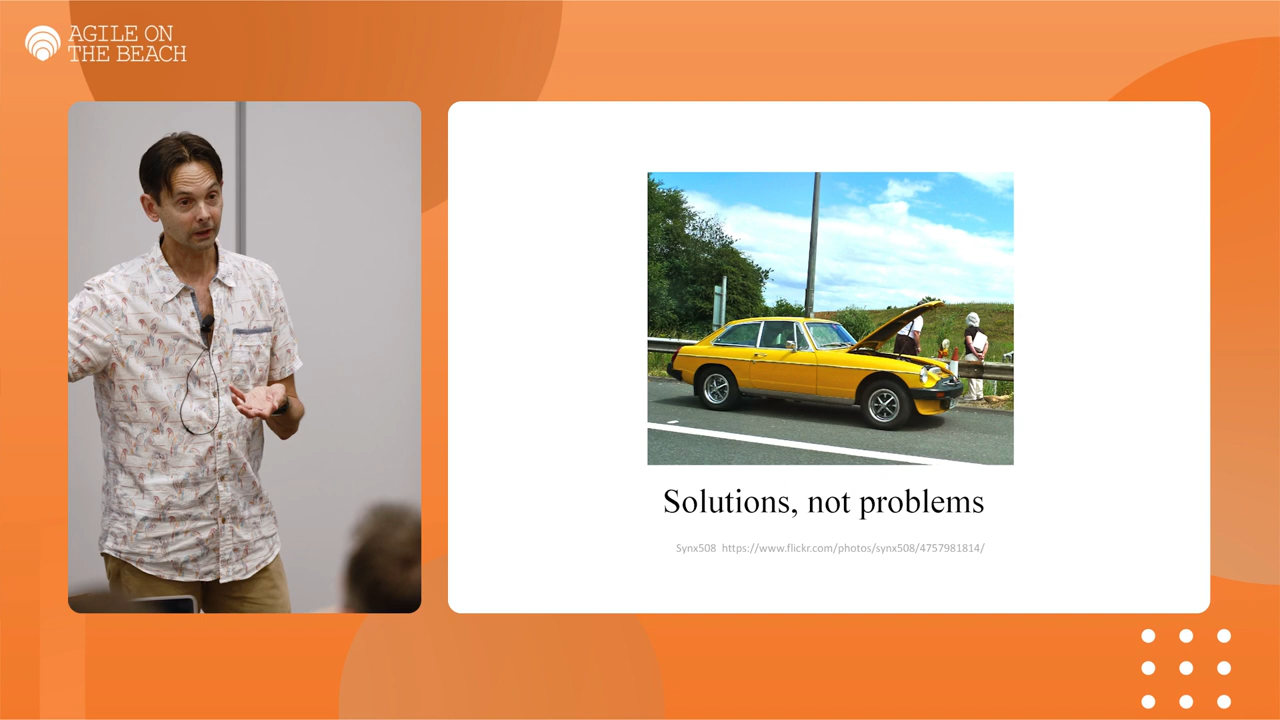 AGILE ON
THE BEACH
Solutions, not problems
Synx508 https://www.flickr.com/photos/synx508/4757981814/